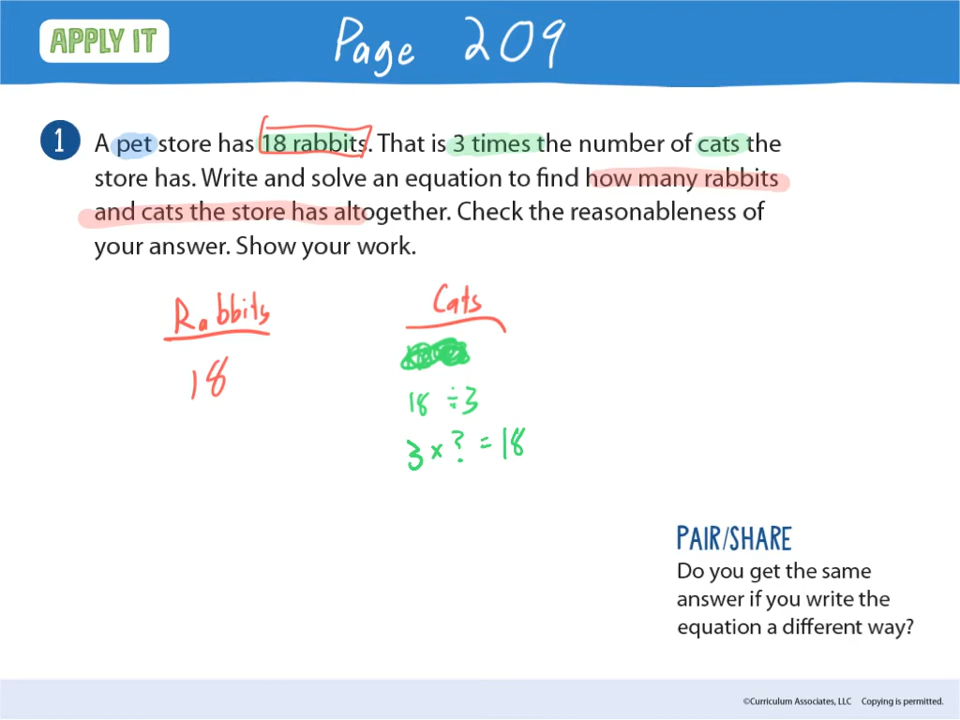 APPLY IT
Page 209
1 A pet store has 18 rabbits. That is 3 times the number of cats the
store has. Write and solve an equation to find how many rabbits
and cats the store has altogether. Check the reasonableness of
your answer. Show your work.
Rabbits
18
Cats
18 ÷ 3
3 × ? = 18
PAIR/SHARE
Do you get the same
answer if you write the
equation a different way?
©Curriculum Associates, LLC Copying is permitted.